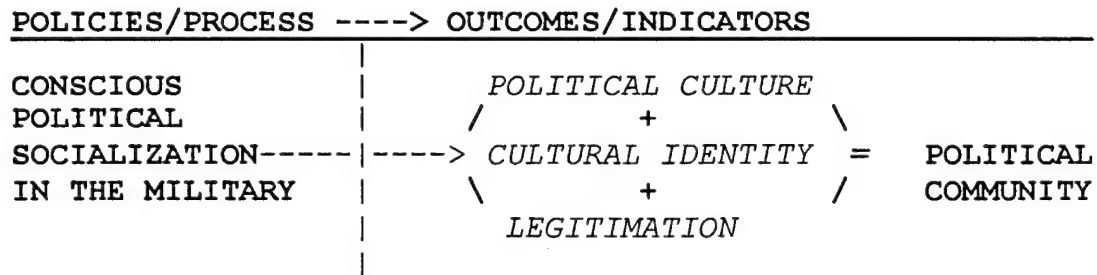 POLICIES/PROCESS ----> OUTCOMES/INDICATORS
CONSCIOUS | POLITICAL CULTURE
POLITICAL | / + \
SOCIALIZATION-----|----> CULTURAL IDENTITY = POLITICAL
IN THE MILITARY | \ + / COMMUNITY
| LEGITIMATION